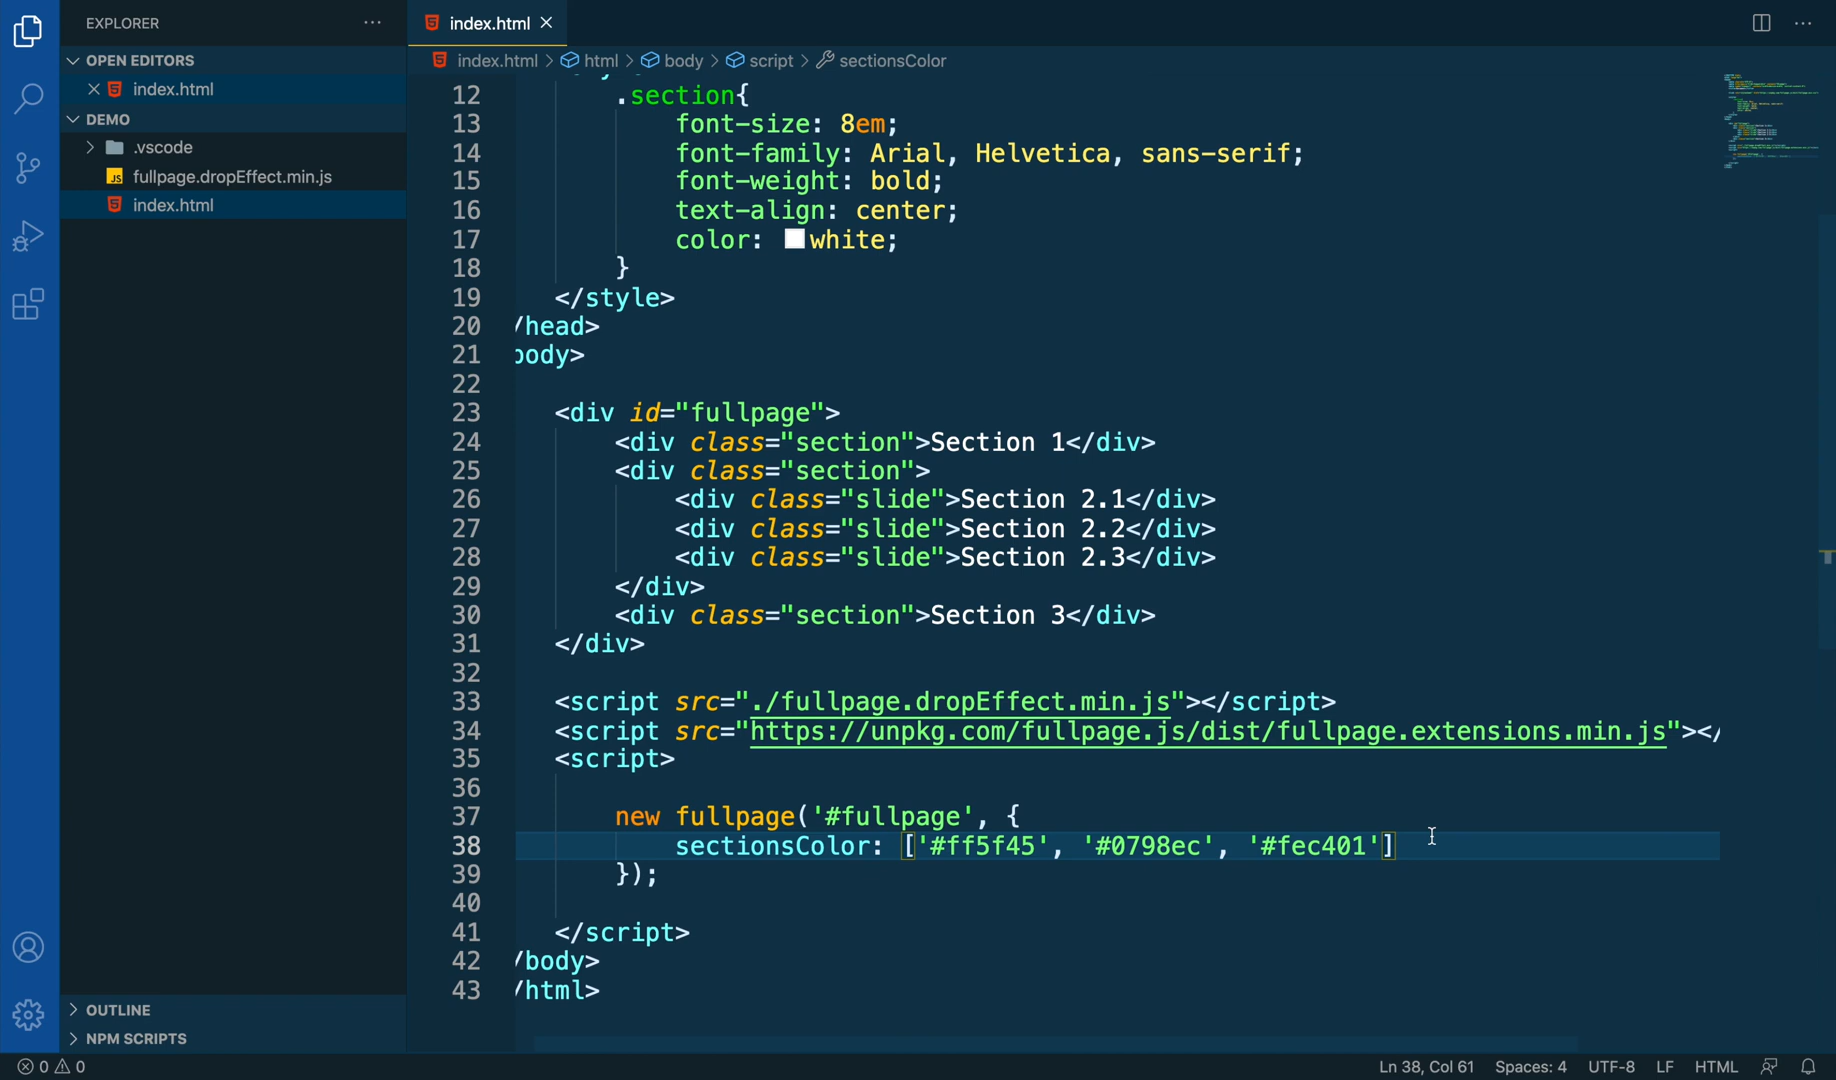 EXPLORER
OPEN EDITORS
index.html
DEMO
.vscode
JS fullpage.dropEffect.min.js
index.html
OUTLINE
NPM SCRIPTS
index.html
index.html > html > body > script > sectionsColor
12 .section{
13 font-size: 8em;
14 font-family: Arial, Helvetica, sans-serif;
15 font-weight: bold;
16 text-align: center;
17 color: white;
18 }
19 </style>
20 /head>
21 body>
22
23 <div id="fullpage">
24 <div class="section">Section 1</div>
25 <div class="section">
26 <div class="slide">Section 2.1</div>
27 <div class="slide">Section 2.2</div>
28 <div class="slide">Section 2.3</div>
29 </div>
30 <div class="section">Section 3</div>
31 </div>
32
33 <script src="./fullpage.dropEffect.min.js"></script>
34 <script src="https://unpkg.com/fullpage.js/dist/fullpage.extensions.min.js"></
35 <script>
36
37 new fullpage('#fullpage', {
38 sectionsColor: ['#ff5f45', '#0798ec', '#fec401']
39 });
40
41 </script>
42 /body>
43 /html>
0 0
Ln 38, Col 61 Spaces: 4 UTF-8 LF HTML